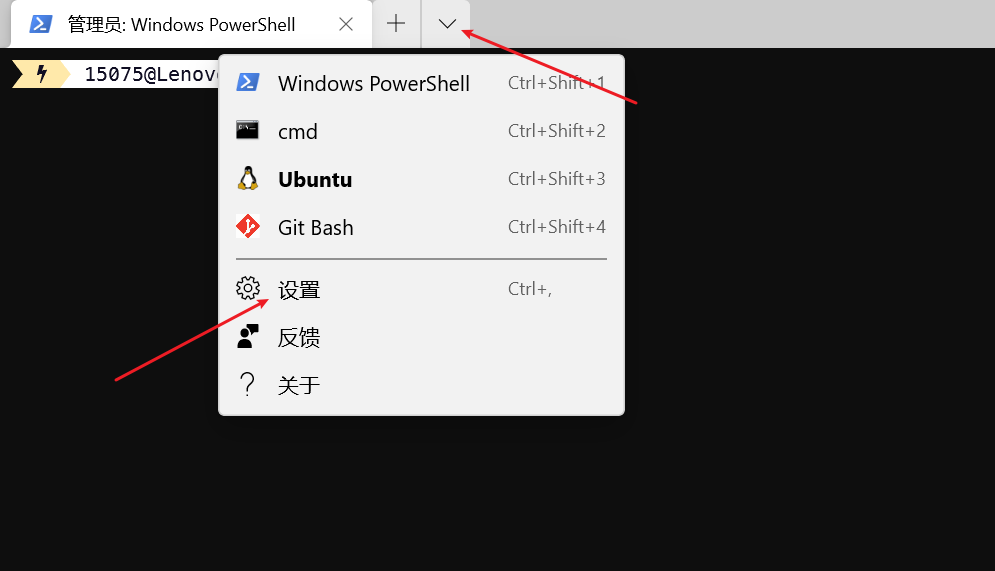 管理员: Windows PowerShell
15075@Lenov
Windows PowerShell Ctrl+Shift+1
cmd Ctrl+Shift+2
Ubuntu Ctrl+Shift+3
Git Bash Ctrl+Shift+4
设置 Ctrl+,
反馈
关于